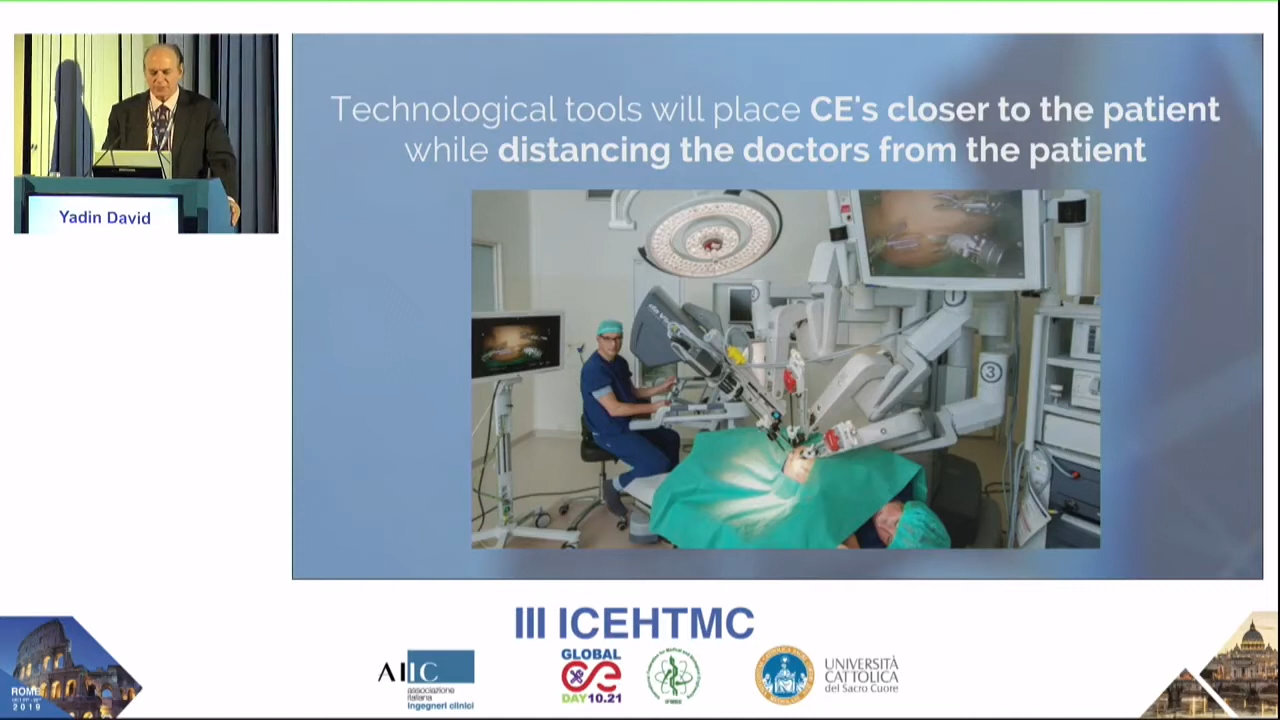 Technological tools will place CE's closer to the patient
while distancing the doctors from the patient
Yadin David
1
3
III ICEHTMC
ROME
2019
AIIC
associazione
italiana
ingegneri clinici
GLOBAL
CE
DAY 10.21
UNIVERSITÀ
CATTOLICA
del Sacro Cuore